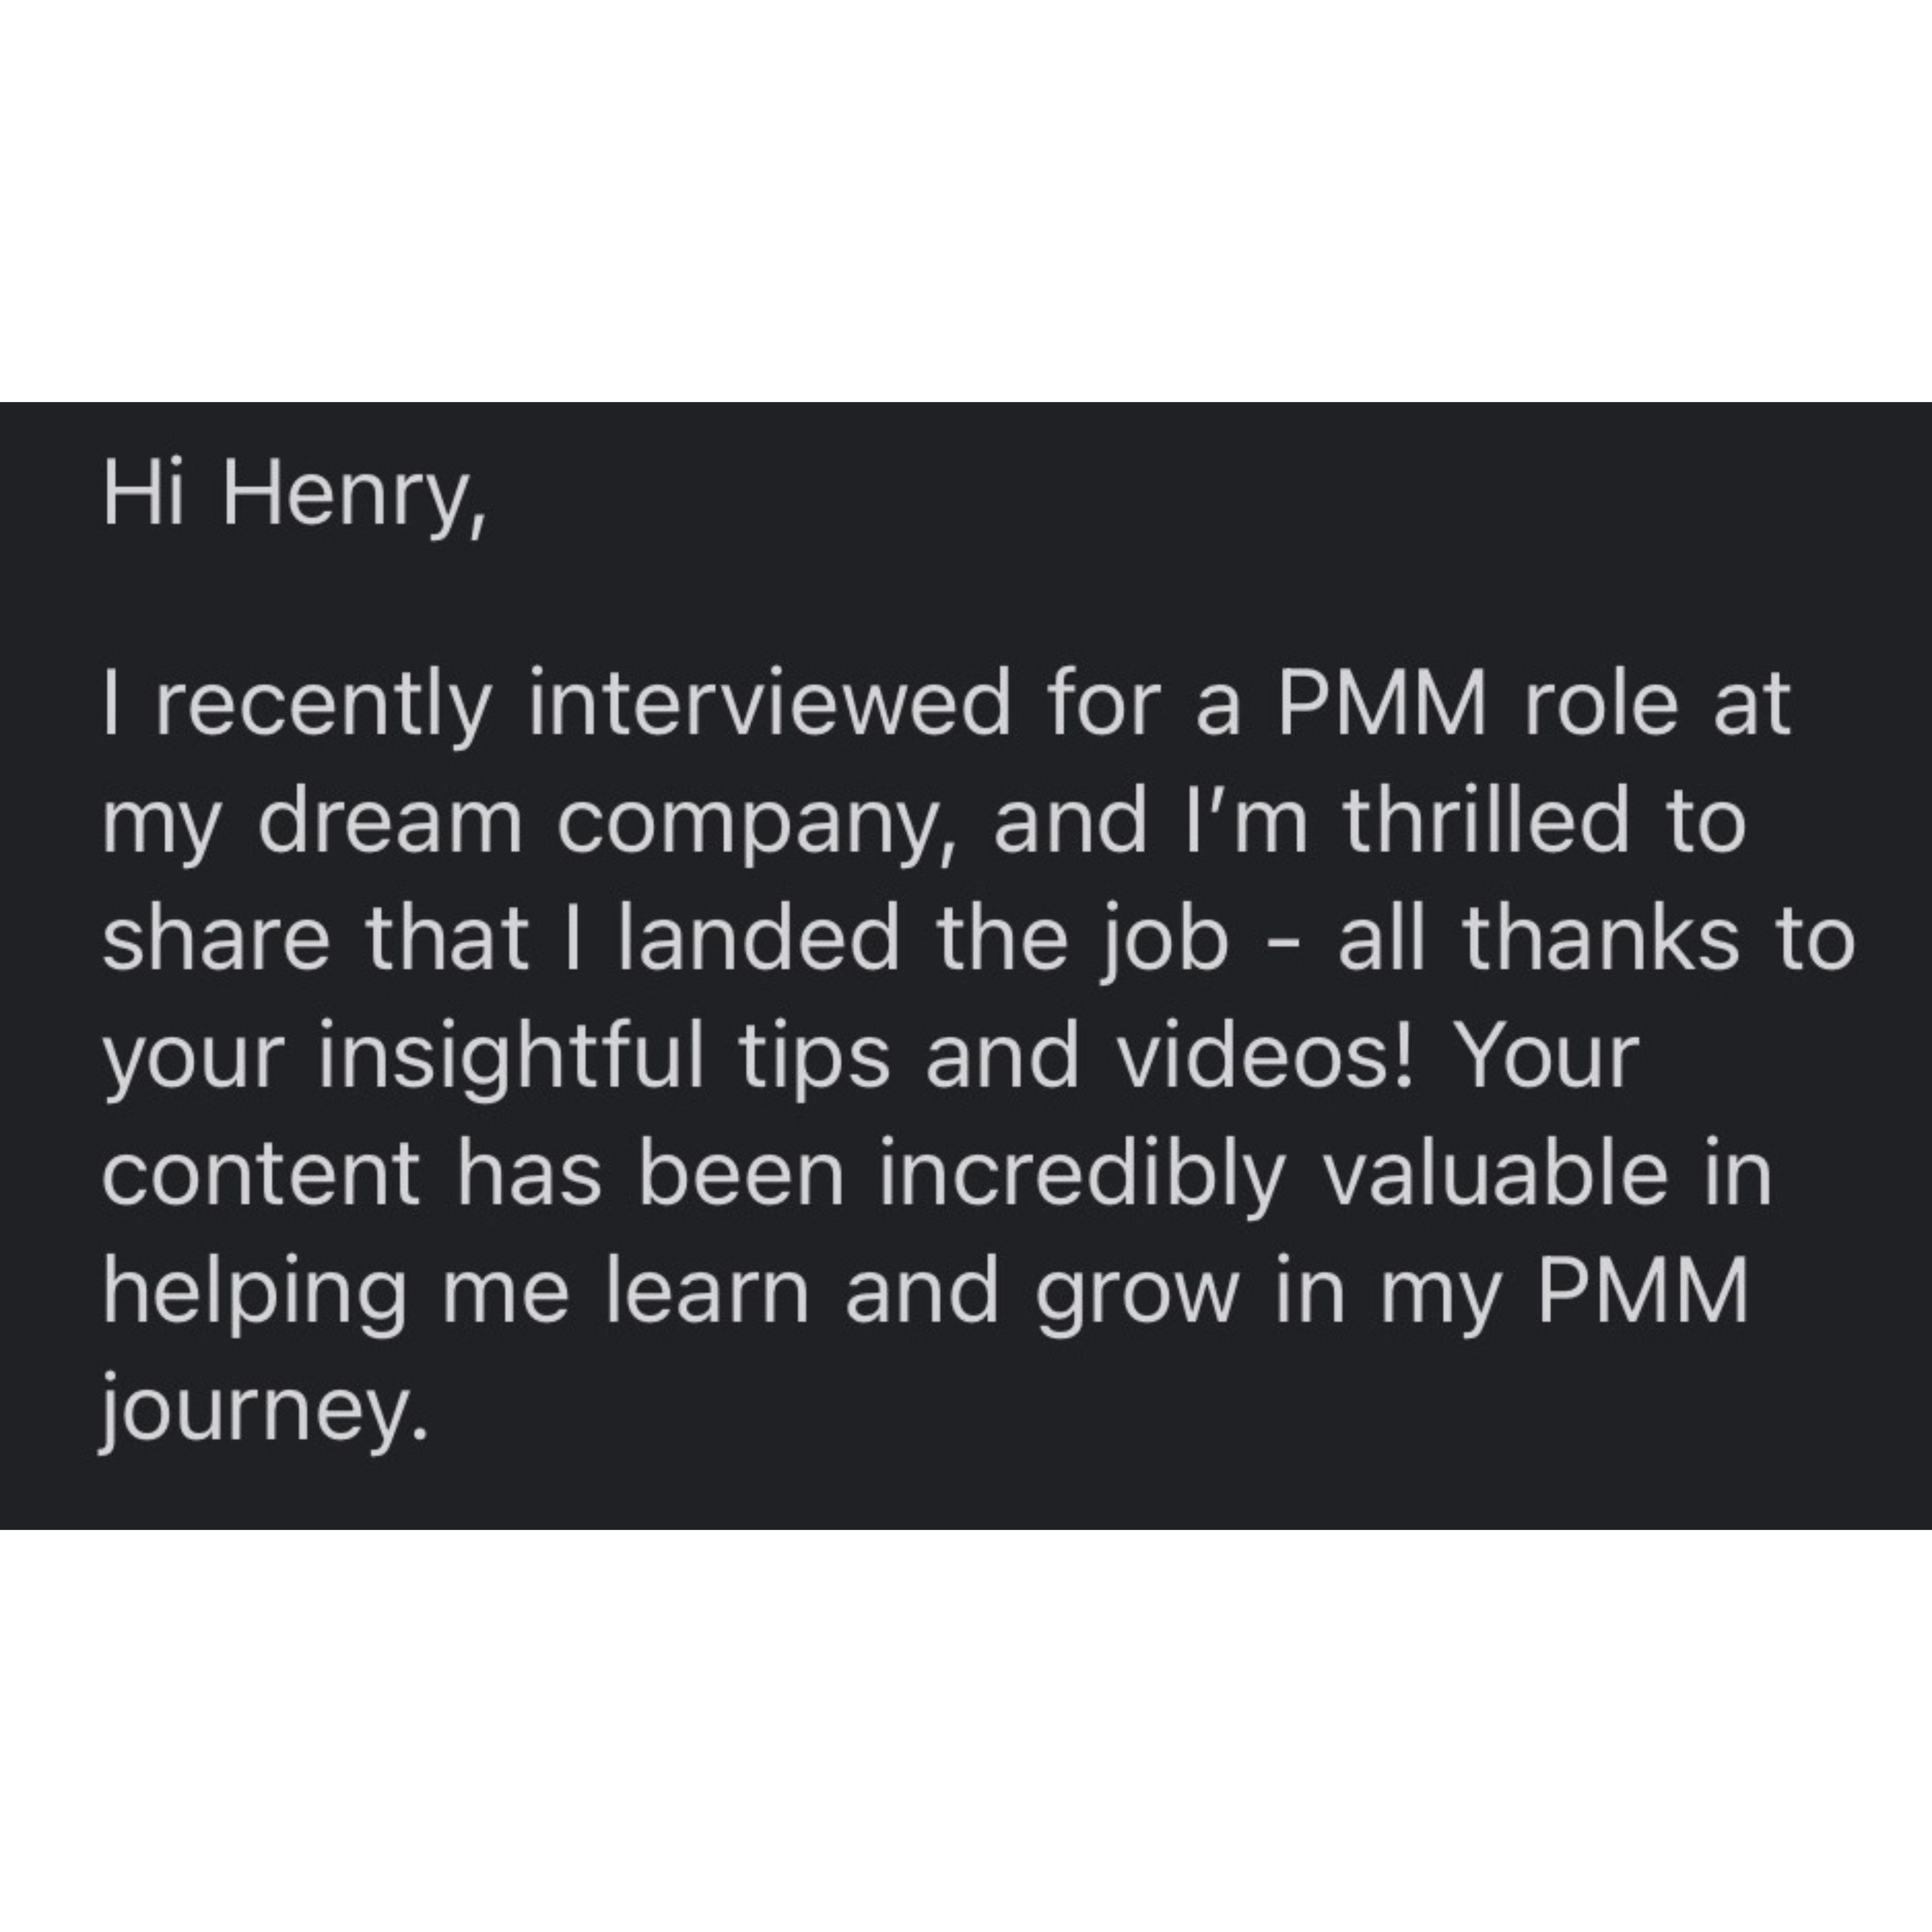 Hi Henry,
I recently interviewed for a PMM role at
my dream company, and I’m thrilled to
share that I landed the job - all thanks to
your insightful tips and videos! Your
content has been incredibly valuable in
helping me learn and grow in my PMM
journey.